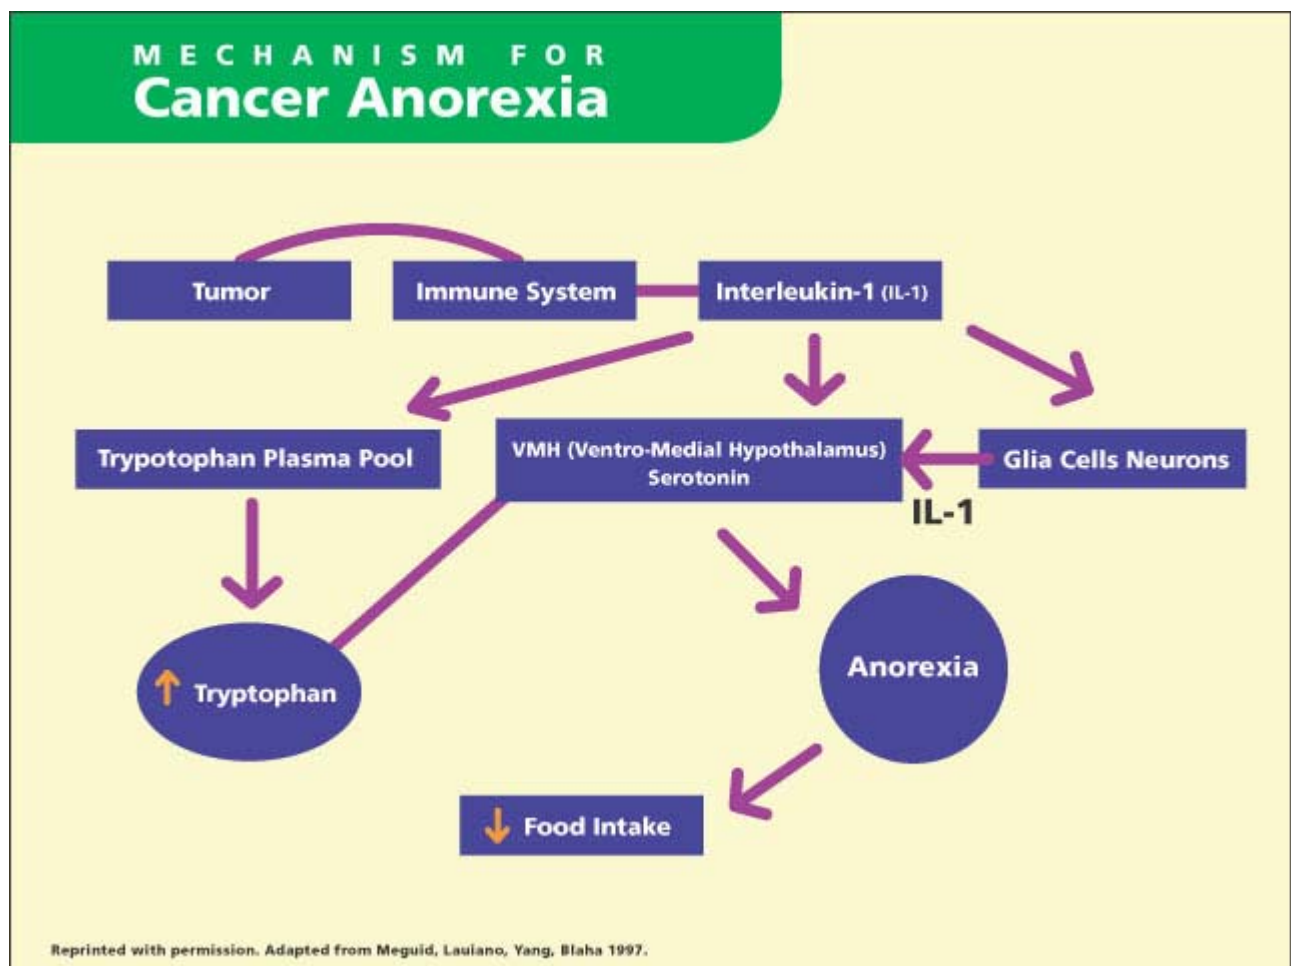 MECHANISM FOR
Cancer Anorexia
Tumor
Immune System
Interleukin-1 (IL-1)
Trypotophan Plasma Pool
VMH (Ventro-Medial Hypothalamus)
Serotonin
Glia Cells Neurons
IL-1
↑ Tryptophan
Anorexia
↓ Food Intake
Reprinted with permission. Adapted from Meguid, Lauiano, Yang, Blaha 1997.